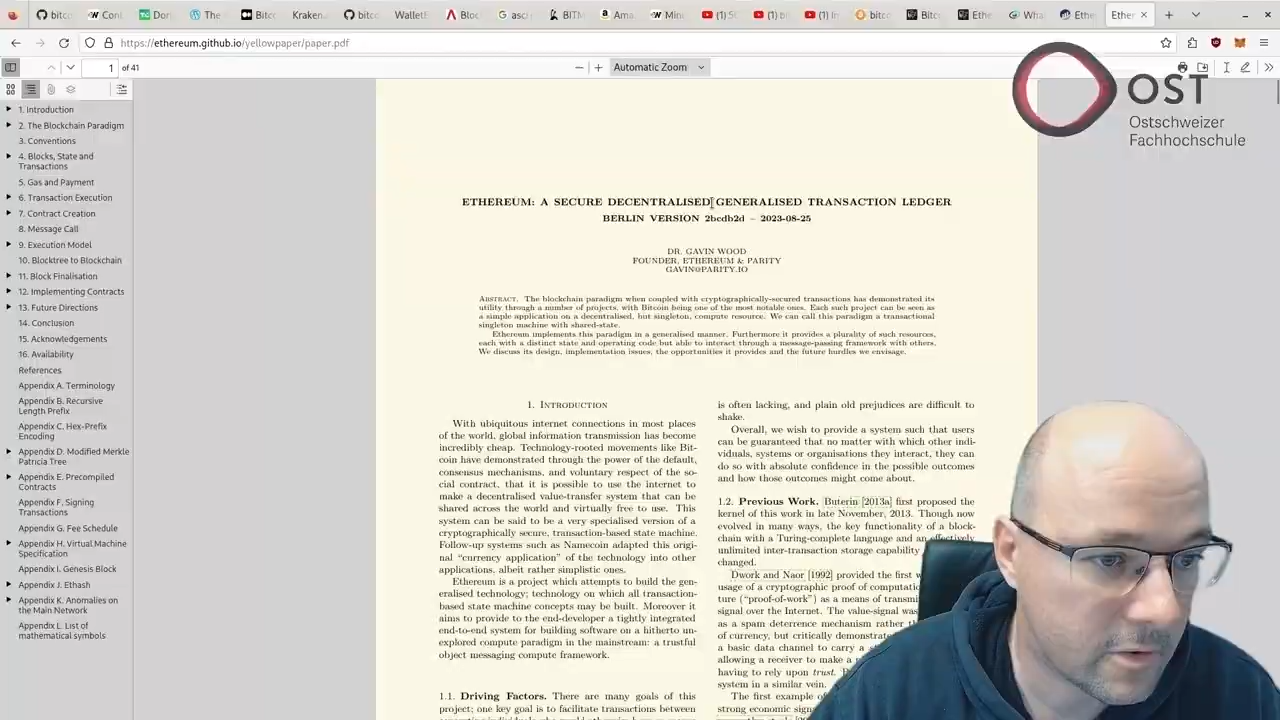 bitco
Cont
Da
The
Bitco
Kraken
bitco
WalletE
Bloc
asci
BITM
Ama
Mini
(1) S
(1) bi
(1) In
bitco
Bitc
Ethe
What
Ethe
Ether
https://ethereum.github.io/yellowpaper/paper.pdf
1 of 41
Automatic Zoom
OST
Ostschweizer
Fachhochschule
1. Introduction
2. The Blockchain Paradigm
3. Conventions
4. Blocks, State and
Transactions
5. Gas and Payment
6. Transaction Execution
7. Contract Creation
8. Message Call
9. Execution Model
10. Blocktree to Blockchain
11. Block Finalisation
12. Implementing Contracts
13. Future Directions
14. Conclusion
15. Acknowledgements
16. Availability
References
Appendix A. Terminology
Appendix B. Recursive
Length Prefix
Appendix C. Hex-Prefix
Encoding
Appendix D. Modified Merkle
Patricia Tree
Appendix E. Precompiled
Contracts
Appendix F. Signing
Transactions
Appendix G. Fee Schedule
Appendix H. Virtual Machine
Specification
Appendix I. Genesis Block
Appendix J. Ethash
Appendix K. Anomalies on
the Main Network
Appendix L. List of
mathematical symbols
ETHEREUM: A SECURE DECENTRALISED GENERALISED TRANSACTION LEDGER
BERLIN VERSION 2bcdb2d – 2023-08-25
DR. GAVIN WOOD
FOUNDER, ETHEREUM & PARITY
GAVIN@PARITY.IO
Abstract. The blockchain paradigm when coupled with cryptographically-secured transactions has demonstrated its
utility through a number of projects, with Bitcoin being one of the most notable ones. Each such project can be seen as
a simple application on a decentralised, but singleton, compute resource. We can call this paradigm a transactional
singleton machine with shared-state.
Ethereum implements this paradigm in a generalised manner. Furthermore it provides a plurality of such resources,
each with a distinct state and operating code but able to interact through a message-passing framework with others.
We discuss its design, implementation issues, the opportunities it provides and the future hurdles we envisage.
1. Introduction
With ubiquitous internet connections in most places
of the world, global information transmission has become
incredibly cheap. Technology-rooted movements like Bit-
coin have demonstrated through the power of the default,
consensus mechanisms, and voluntary respect of the so-
cial contract, that it is possible to use the internet to
make a decentralised value-transfer system that can be
shared across the world and virtually free to use. This
system can be said to be a very specialised version of a
cryptographically secure, transaction-based state machine.
Follow-up systems such as Namecoin adapted this origi-
nal “currency application” of the technology into other
applications, albeit rather simplistic ones.
Ethereum is a project which attempts to build the gen-
eralised technology; technology on which all transaction-
based state machine concepts may be built. Moreover it
aims to provide to the end-developer a tightly integrated
end-to-end system for building software on a hitherto un-
explored compute paradigm in the mainstream: a trustful
object messaging compute framework.
1.1. Driving Factors. There are many goals of this
project; one key goal is to facilitate transactions between
is often lacking, and plain old prejudices are difficult to
shake.
Overall, we wish to provide a system such that users
can be guaranteed that no matter with which other indi-
viduals, systems or organisations they interact, they can
do so with absolute confidence in the possible outcomes
and how those outcomes might come about.
1.2. Previous Work. Buterin [2013a] first proposed the
kernel of this work in late November, 2013. Though now
evolved in many ways, the key functionality of a block-
chain with a Turing-complete language and an effectively
unlimited inter-transaction storage capability
changed.
Dwork and Naor [1992] provided the first
usage of a cryptographic proof of computatio
ture (“proof-of-work”) as a means of transmi
signal over the Internet. The value-signal was
as a spam deterrence mechanism rather th
of currency, but critically demonstrate
a basic data channel to carry a
allowing a receiver to make a
having to rely upon trust.
system in a similar vein.
The first example of
strong economic sign